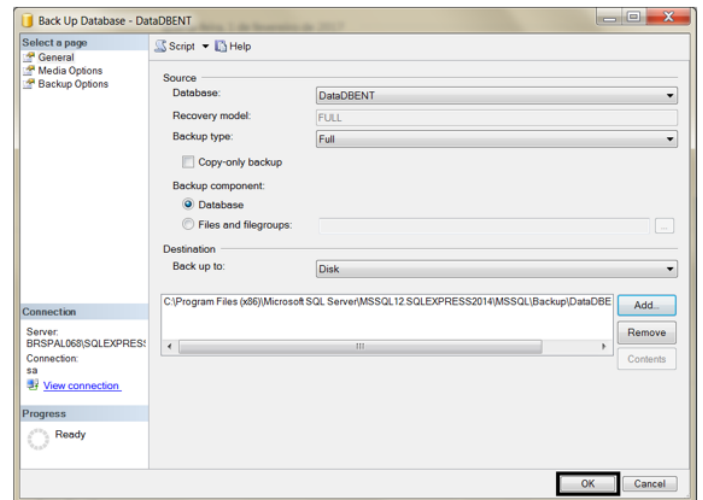 Back Up Database - DataDBENT
Select a page
General
Media Options
Backup Options
Script
Help
Source
Database:
DataDBENT
Recovery model:
FULL
Backup type:
Full
Copy-only backup
Backup component:
Database
Files and filegroups:
...
Destination
Back up to:
Disk
C:\Program Files (x86)\Microsoft SQL Server\MSSQL12.SQLEXPRESS2014\MSSQL\Backup\DataDBE
Add...
Remove
Contents
Connection
Server:
BRSPAL068\SQLEXPRES
Connection:
sa
View connection
Progress
Ready
OK
Cancel